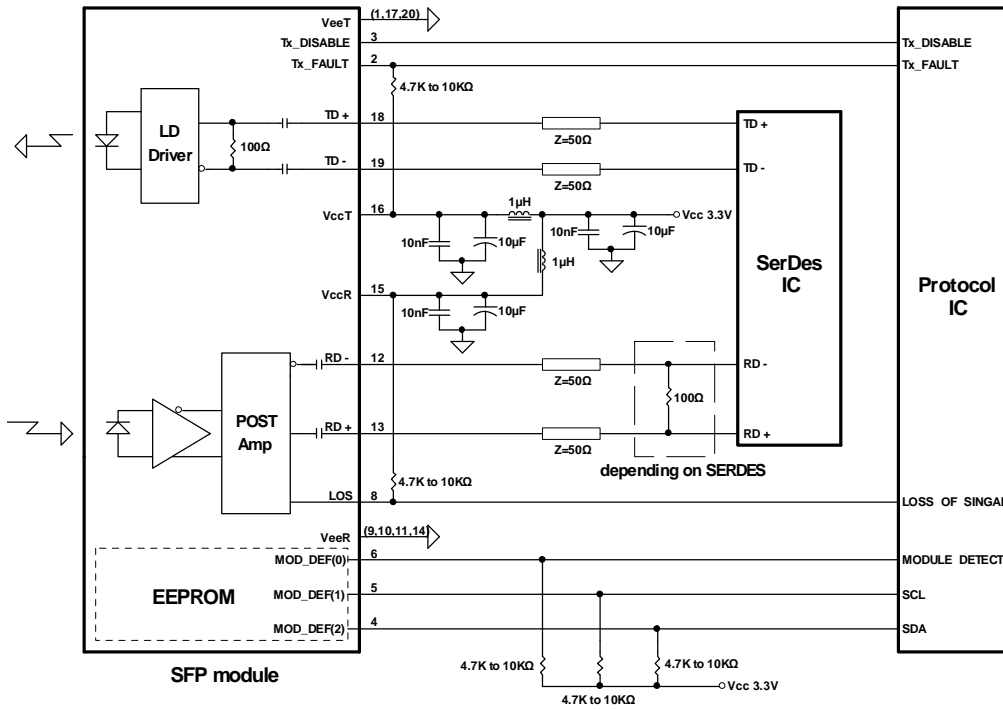 VeeT (1,17,20)
Tx_DISABLE 3 Tx_DISABLE
Tx_FAULT 2 Tx_FAULT
4.7K to 10KΩ
LD
Driver
100Ω
TD + 18 Z=50Ω TD +
TD - 19 Z=50Ω TD -
1μH
VccT 16 Vcc 3.3V
10nF 10μF 10nF 10μF
1μH
VccR 15
10nF 10μF
SerDes
IC
Protocol
IC
RD - 12 Z=50Ω RD -
100Ω
POST
Amp
RD + 13 Z=50Ω RD +
depending on SERDES
4.7K to 10KΩ
LOS 8 LOSS OF SINGAL
VeeR (9,10,11,14)
MOD_DEF(0) 6 MODULE DETECT
EEPROM
MOD_DEF(1) 5 SCL
MOD_DEF(2) 4 SDA
4.7K to 10KΩ 4.7K to 10KΩ
SFP module
Vcc 3.3V
4.7K to 10KΩ